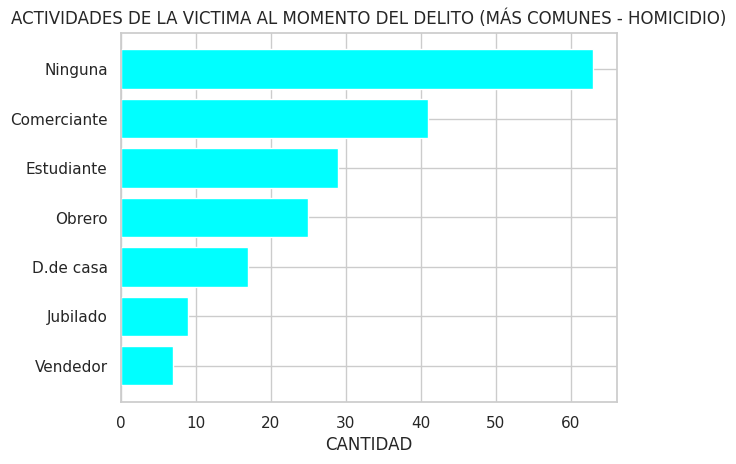 ACTIVIDADES DE LA VICTIMA AL MOMENTO DEL DELITO (MÁS COMUNES - HOMICIDIO)
Ninguna
Comerciante
Estudiante
Obrero
D.de casa
Jubilado
Vendedor
0 10 20 30 40 50 60
CANTIDAD